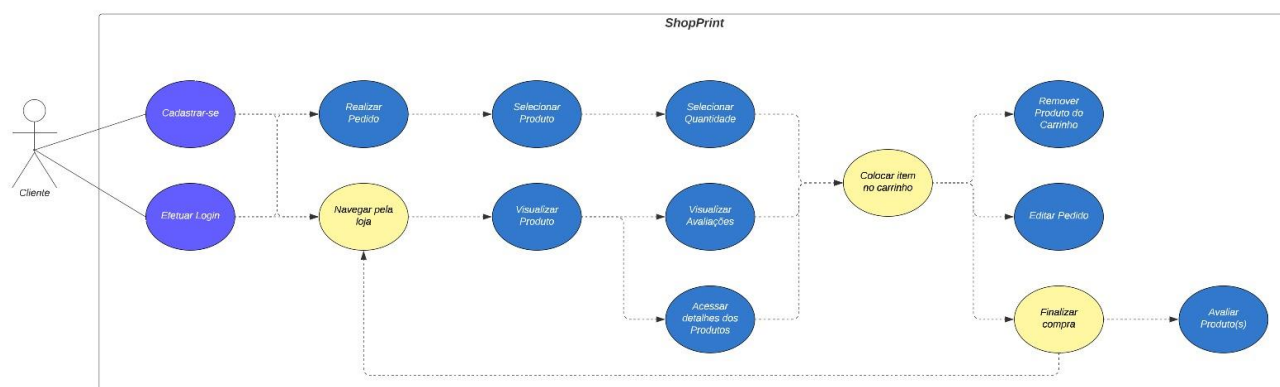 ShopPrint
Cliente
Cadastrar-se
Realizar
Pedido
Selecionar
Produto
Selecionar
Quantidade
Remover
Produto do
Carrinho
Colocar item
no carrinho
Efetuar Login
Navegar pela
loja
Visualizar
Produto
Visualizar
Avaliações
Editar Pedido
Acessar
detalhes dos
Produtos
Finalizar
compra
Avaliar
Produto(s)